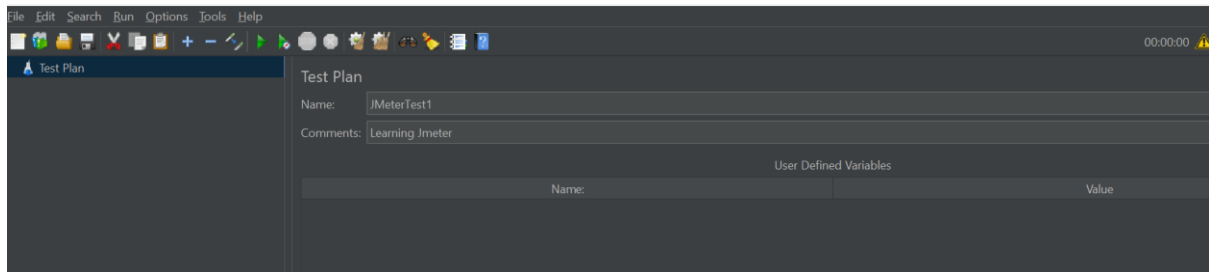 File Edit Search Run Options Tools Help
00:00:00
Test Plan
Test Plan
Name: JMeterTest1
Comments: Learning Jmeter
User Defined Variables
Name: Value